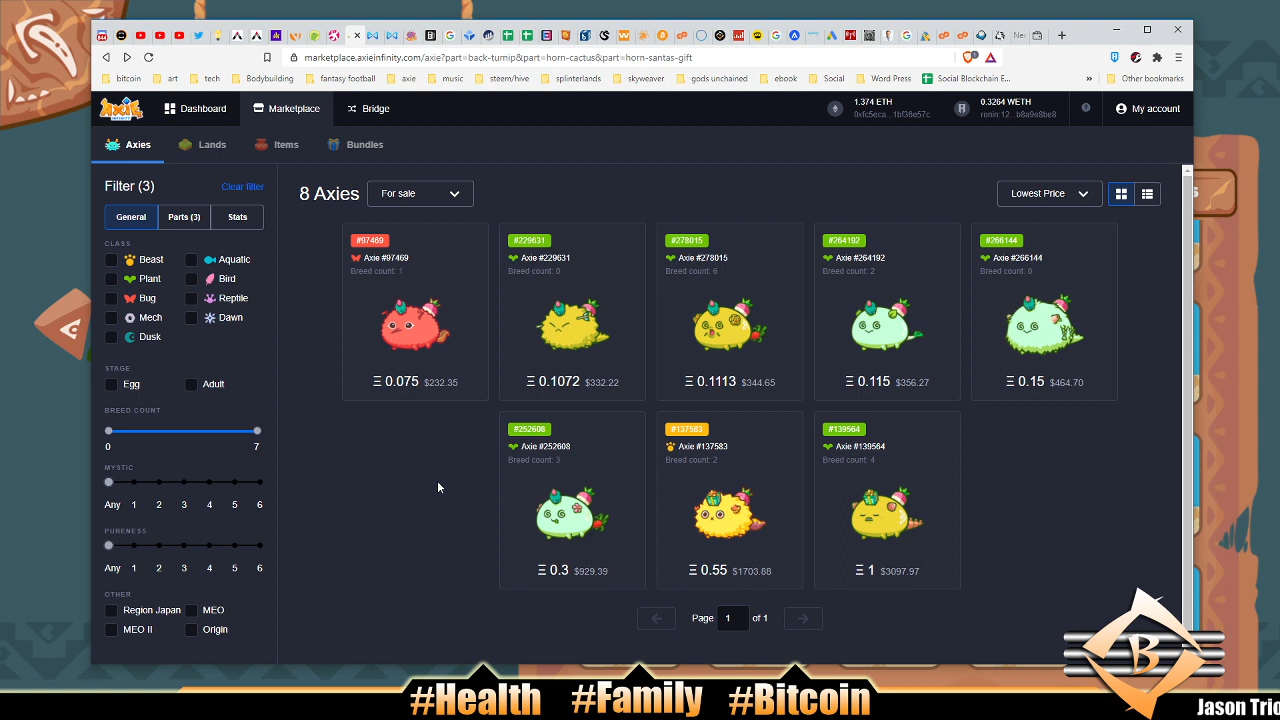 marketplace.axieinfinity.com/axie?part=back-turnip&part=horn-cactus&part=horn-santas-gift
bitcoin art tech Bodybuilding fantasy football axie music steem/hive splinterlands skyweaver gods unchained ebook Social Word Press Social Blockchain E... » Other bookmarks
AXIE Dashboard Marketplace Bridge
1.374 ETH 0.3264 WETH My account
0xfc5eca...1bf36e57c ronin:12...b8a9e8be8
Axies Lands Items Bundles
Filter (3) Clear filter
General Parts (3) Stats
CLASS
Beast Aquatic
Plant Bird
Bug Reptile
Mech Dawn
Dusk
STAGE
Egg Adult
BREED COUNT
0 7
MYSTIC
Any 1 2 3 4 5 6
PURENESS
Any 1 2 3 4 5 6
OTHER
Region Japan MEO
MEO II Origin
8 Axies For sale Lowest Price
#97469
Axie #97469
Breed count: 1
Ξ 0.075 $232.35
#229631
Axie #229631
Breed count: 0
Ξ 0.1072 $332.22
#278015
Axie #278015
Breed count: 6
Ξ 0.1113 $344.65
#264192
Axie #264192
Breed count: 2
Ξ 0.115 $356.27
#266144
Axie #266144
Breed count: 0
Ξ 0.15 $464.70
#252608
Axie #252608
Breed count: 3
Ξ 0.3 $929.39
#137583
Axie #137583
Breed count: 2
Ξ 0.55 $1703.88
#139564
Axie #139564
Breed count: 4
Ξ 1 $3097.97
Page 1 of 1
#Health #Family #Bitcoin
B
Jason Tric